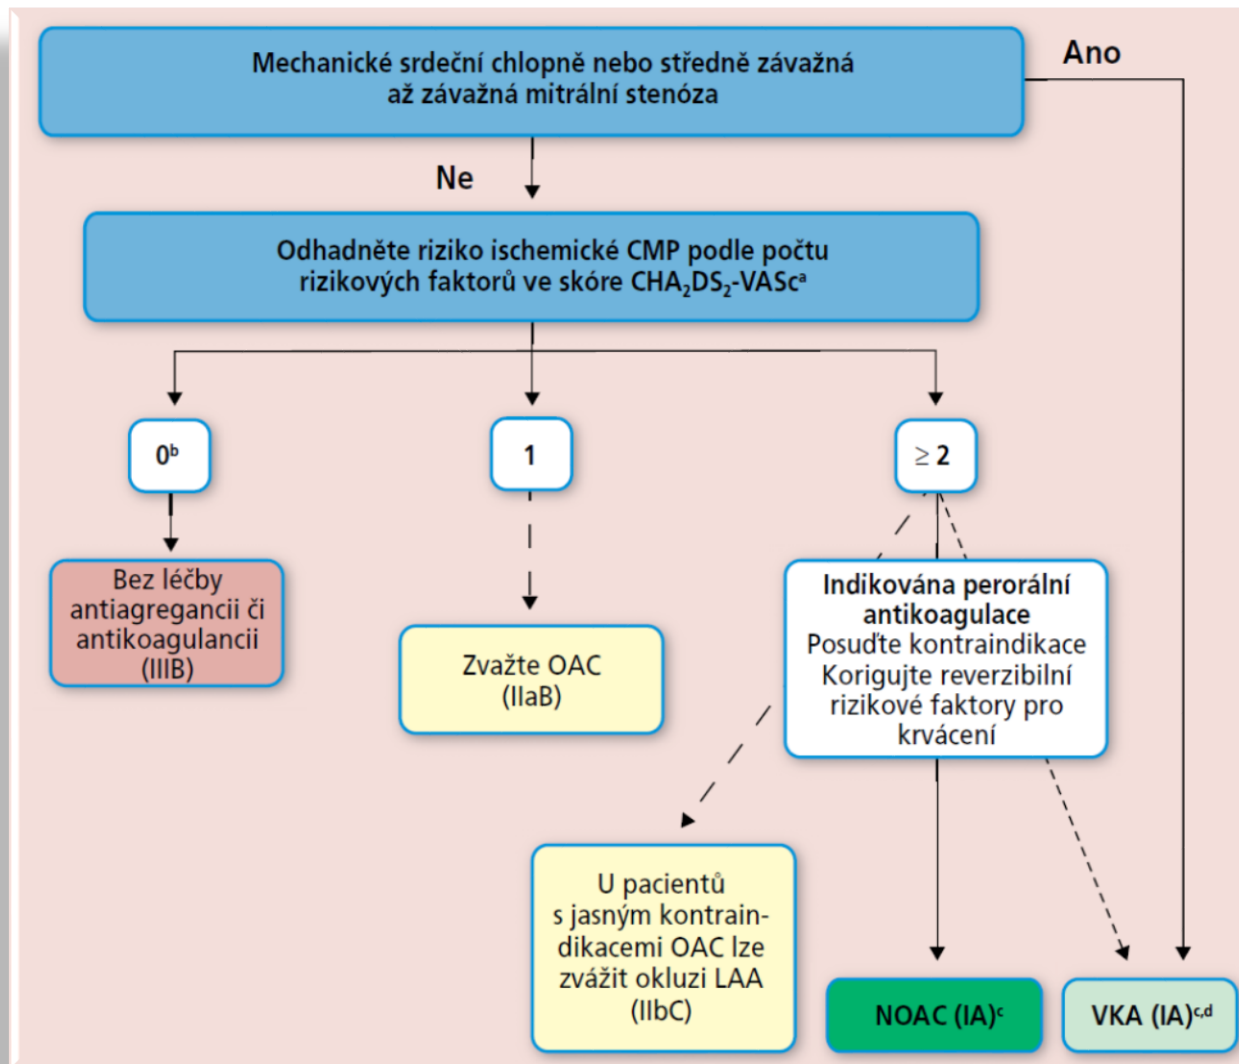 Mechanické srdeční chlopně nebo středně závažná
až závažná mitrální stenóza
Ano
Ne
Odhadněte riziko ischemické CMP podle počtu
rizikových faktorů ve skóre CHA₂DS₂-VAScᵃ
0ᵇ
1
≥ 2
Bez léčby
antiagregancii či
antikoagulancii
(IIIB)
Zvažte OAC
(IIaB)
Indikována perorální
antikoagulace
Posuďte kontraindikace
Korigujte reverzibilní
rizikové faktory pro
krvácení
U pacientů
s jasným kontrain-
dikacemi OAC lze
zvážit okluzi LAA
(IIbC)
NOAC (IA)ᶜ
VKA (IA)ᶜ,ᵈ